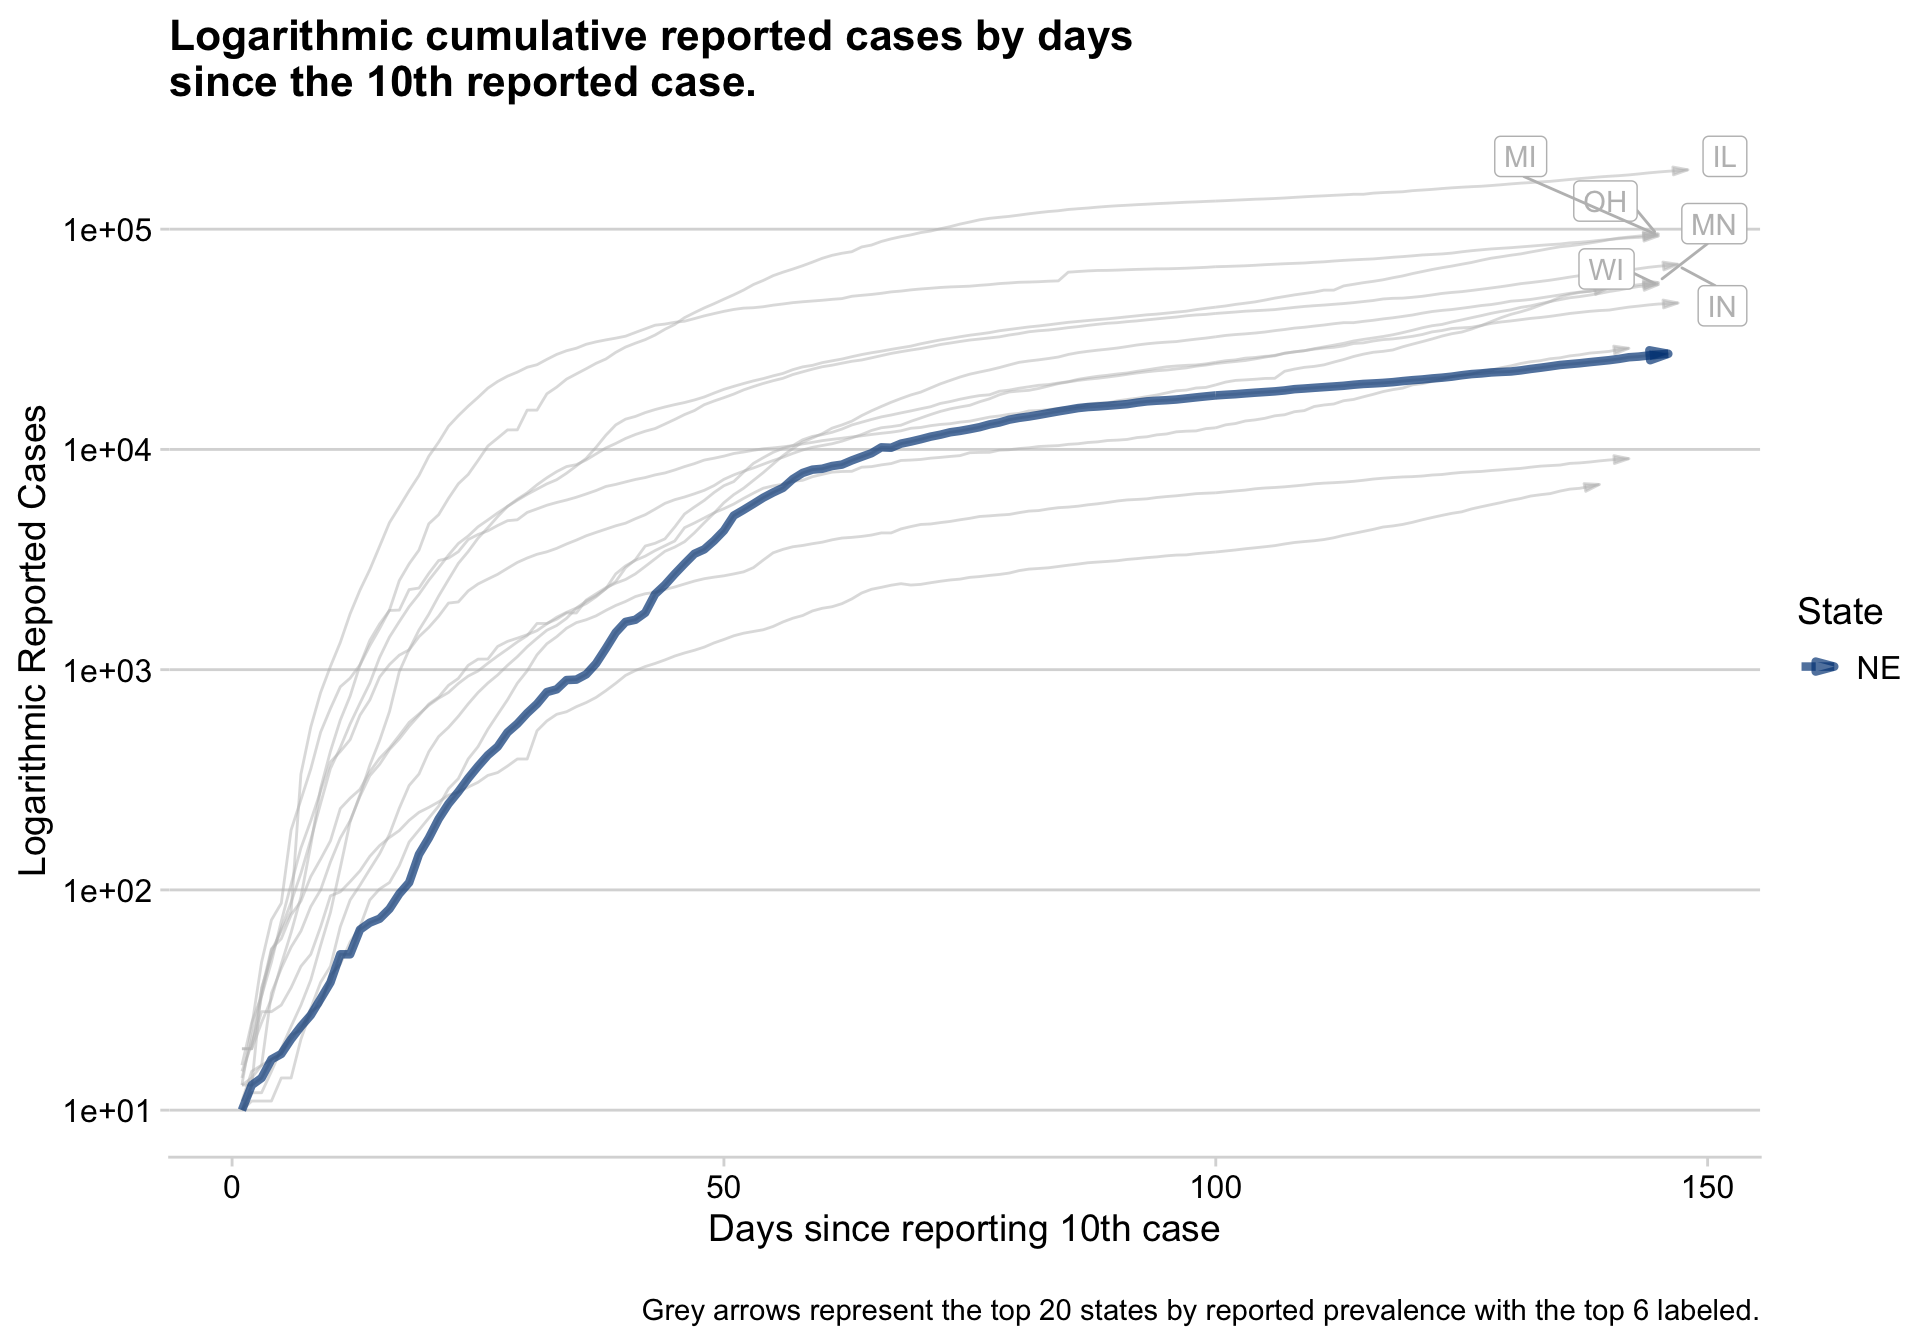 Logarithmic cumulative reported cases by days
since the 10th reported case.
MI
IL
OH
MN
WI
IN
1e+05
1e+04
1e+03
1e+02
1e+01
Logarithmic Reported Cases
State
NE
0 50 100 150
Days since reporting 10th case
Grey arrows represent the top 20 states by reported prevalence with the top 6 labeled.